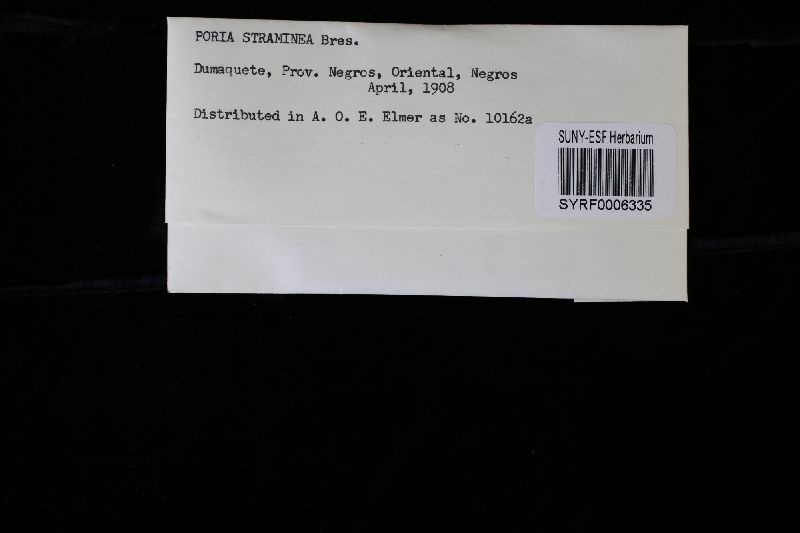 PORIA STRAMINEA Bres.
Dumaquete, Prov. Negros, Oriental, Negros
April, 1908
Distributed in A. O. E. Elmer as No. 10162a
SUNY-ESF Herbarium
SYRF0006335